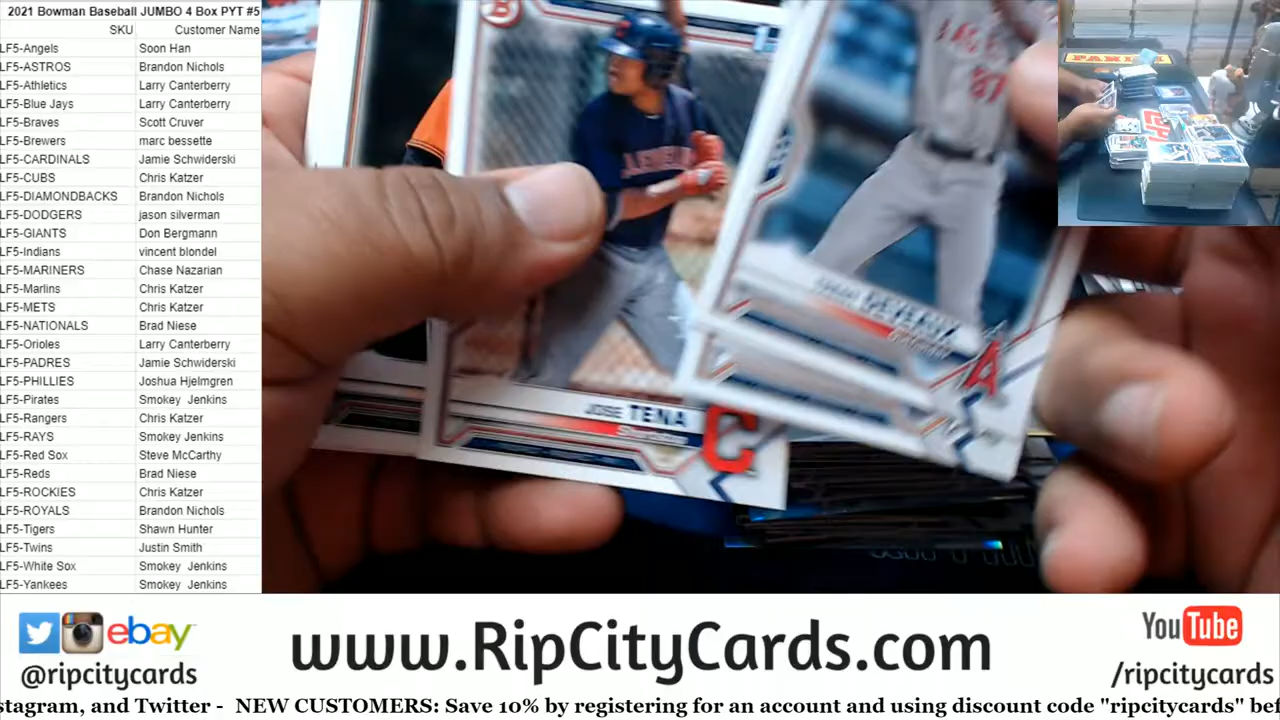 2021 Bowman Baseball JUMBO 4 Box PYT #5
SKU Customer Name
LF5-Angels Soon Han
LF5-ASTROS Brandon Nichols
LF5-Athletics Larry Canterberry
LF5-Blue Jays Larry Canterberry
LF5-Braves Scott Cruver
LF5-Brewers marc bessette
LF5-CARDINALS Jamie Schwiderski
LF5-CUBS Chris Katzer
LF5-DIAMONDBACKS Brandon Nichols
LF5-DODGERS jason silverman
LF5-GIANTS Don Bergmann
LF5-Indians vincent blondel
LF5-MARINERS Chase Nazarian
LF5-Marlins Chris Katzer
LF5-METS Chris Katzer
LF5-NATIONALS Brad Niese
LF5-Orioles Larry Canterberry
LF5-PADRES Jamie Schwiderski
LF5-PHILLIES Joshua Hjelmgren
LF5-Pirates Smokey Jenkins
LF5-Rangers Chris Katzer
LF5-RAYS Smokey Jenkins
LF5-Red Sox Steve McCarthy
LF5-Reds Brad Niese
LF5-ROCKIES Chris Katzer
LF5-ROYALS Brandon Nichols
LF5-Tigers Shawn Hunter
LF5-Twins Justin Smith
LF5-White Sox Smokey Jenkins
LF5-Yankees Smokey Jenkins
PANINI
87
JOSE TENA
Shortstop
C
A
ebay
@ripcitycards
www.RipCityCards.com
YouTube
/ripcitycards
stagram, and Twitter - NEW CUSTOMERS: Save 10% by registering for an account and using discount code "ripcitycards" bef